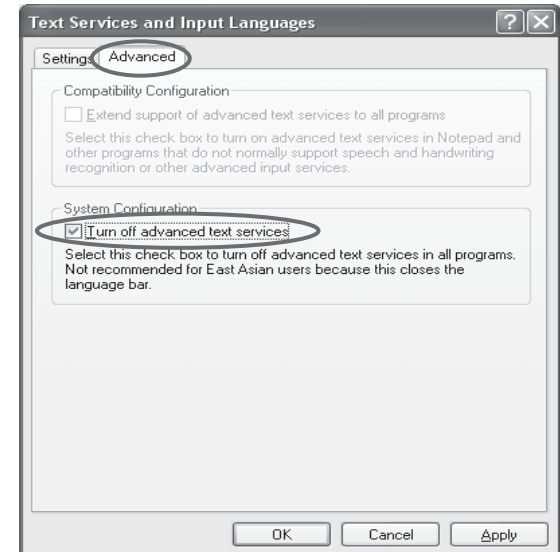 Text Services and Input Languages
Settings Advanced
Compatibility Configuration
Extend support of advanced text services to all programs
Select this check box to turn on advanced text services in Notepad and
other programs that do not normally support speech and handwriting
recognition or other advanced input services.
System Configuration
Turn off advanced text services
Select this check box to turn off advanced text services in all programs.
Not recommended for East Asian users because this closes the
language bar.
OK Cancel Apply